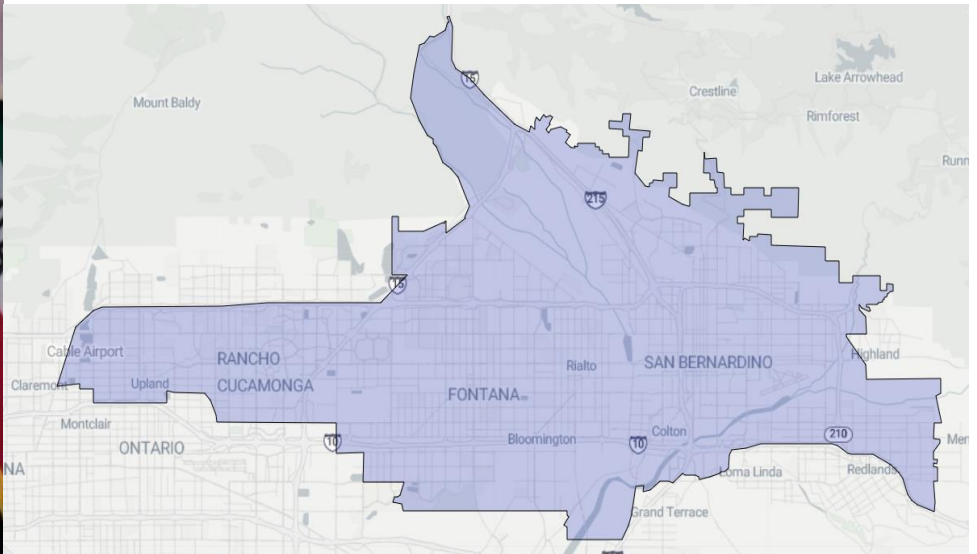 15
Lake Arrowhead
Mount Baldy
Crestline
Rimforest
Runn
215
15
Cable Airport
RANCHO
CUCAMONGA
Rialto
SAN BERNARDINO
Highland
Claremont
Upland
FONTANA
Montclair
ONTARIO
10
Bloomington
10
Colton
210
Men
NA
Loma Linda
Redlands
Grand Terrace